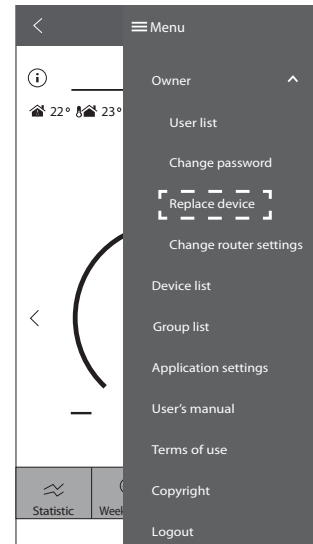 Menu
Owner
22° 23°
User list
Change password
Replace device
Change router settings
Device list
Group list
Application settings
User's manual
Terms of use
Copyright
Statistic
Logout